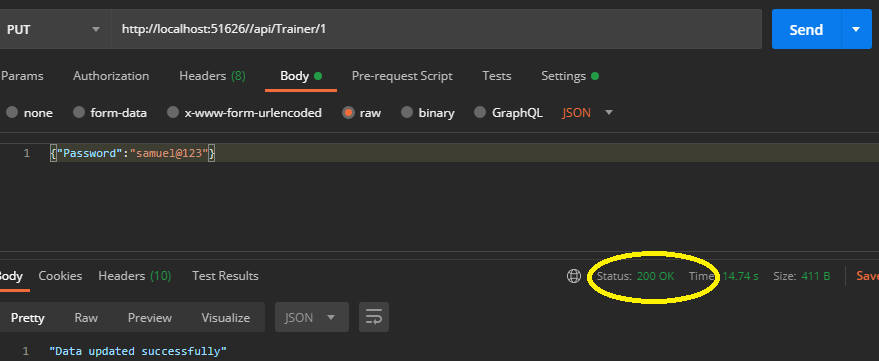 PUT http://localhost:51626//api/Trainer/1 Send
Params Authorization Headers (8) Body Pre-request Script Tests Settings
none form-data x-www-form-urlencoded raw binary GraphQL JSON
1 {"Password":"samuel@123"}
Body Cookies Headers (10) Test Results Status: 200 OK Time: 14.74 s Size: 411 B Save
Pretty Raw Preview Visualize JSON
1 "Data updated successfully"